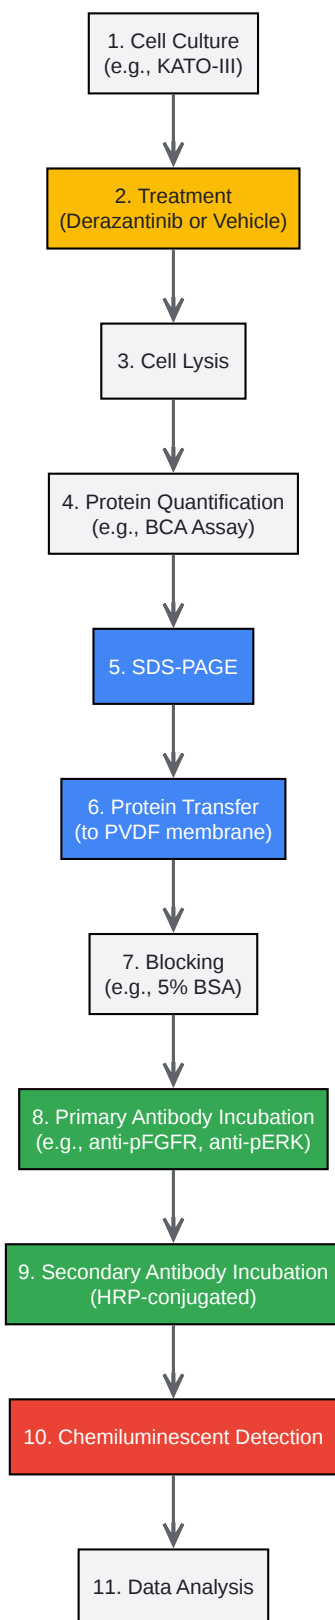 1. Cell Culture
(e.g., KATO-III)
2. Treatment
(Derazantinib or Vehicle)
3. Cell Lysis
4. Protein Quantification
(e.g., BCA Assay)
5. SDS-PAGE
6. Protein Transfer
(to PVDF membrane)
7. Blocking
(e.g., 5% BSA)
8. Primary Antibody Incubation
(e.g., anti-pFGFR, anti-pERK)
9. Secondary Antibody Incubation
(HRP-conjugated)
10. Chemiluminescent Detection
11. Data Analysis